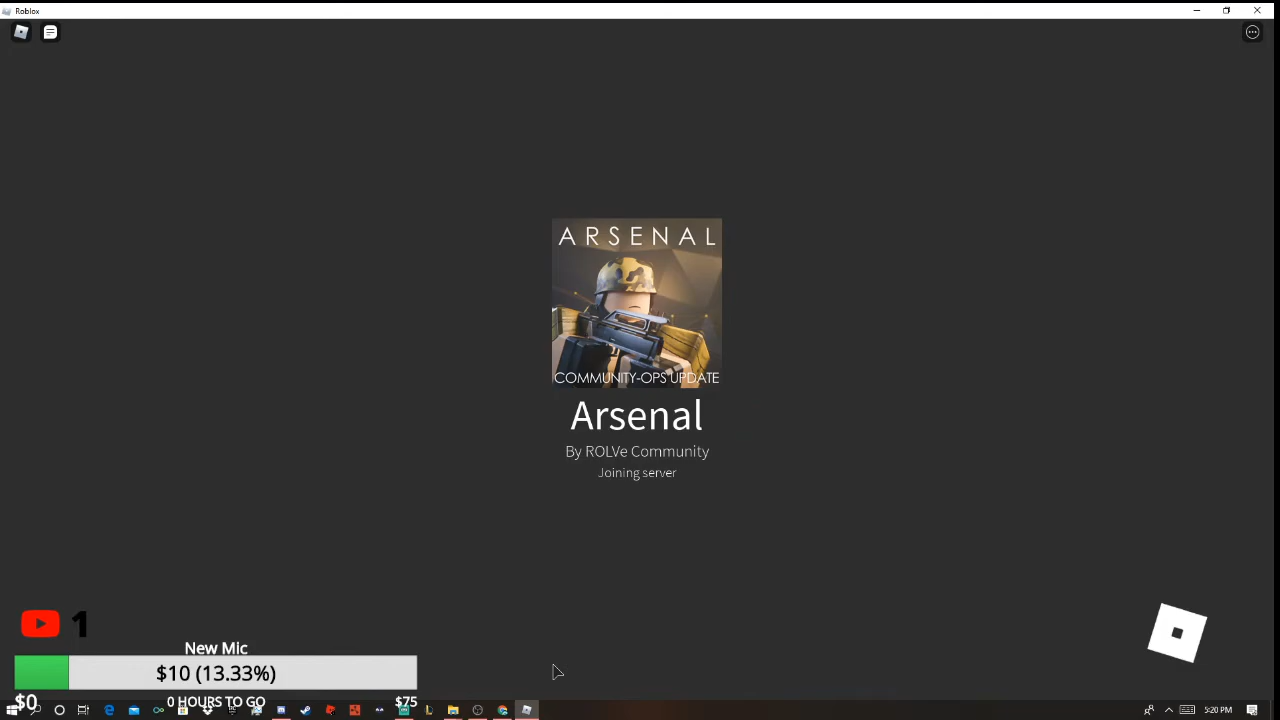 Roblox
ARSENAL
COMMUNITY-OPS UPDATE
Arsenal
By ROLVe Community
Joining server
1
New Mic
$10 (13.33%)
$0 0 HOURS TO GO $75
5:20 PM